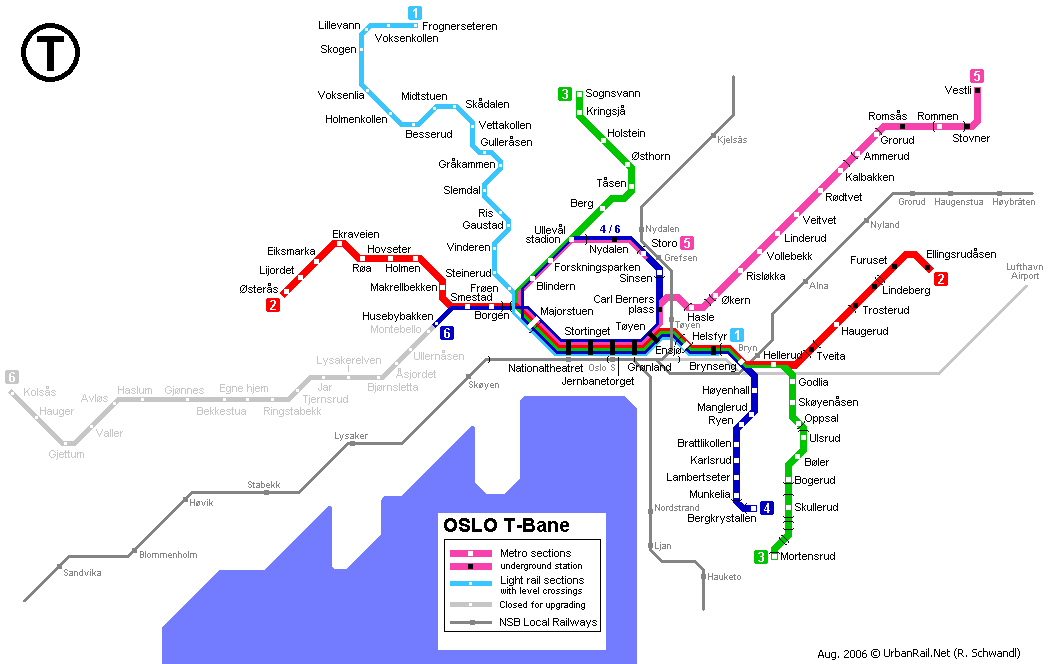 T
1
Lillevann
Frognerseteren
Voksenkollen
Skogen
Voksenlia
Midtstuen
Skådalen
Holmenkollen
Besserud
Vettakollen
Gulleråsen
Gråkammen
Slemdal
Ris
Gaustad
Vinderen
Steinerud
Frøen
3
Sognsvann
Kringsjå
Holstein
Østhorn
Tåsen
Berg
Ullevål
stadion
4 / 6
Nydalen
Storo
5
Forskningsparken
Blindern
Sinsen
Carl Berners
plass
Majorstuen
Stortinget
Tøyen
Nationaltheatret
Oslo S
Jernbanetorget
Grønland
Ensjø
Helsfyr
1
Brynseng
Bryn
Hellerud
5
Vestli
Romsås
Rommen
Stovner
Grorud
Ammerud
Kalbakken
Rødtvet
Veitvet
Linderud
Vollebekk
Risløkka
Økern
Hasle
Kjelsås
Nydalen
Grefsen
Tøyen
Grorud
Haugenstua
Høybråten
Nyland
Alna
Lufthavn
Airport
Furuset
Ellingsrudåsen
2
Lindeberg
Trosterud
Haugerud
Tveita
Ekraveien
Eiksmarka
Hovseter
Lijordet
Røa
Holmen
Østerås
2
Makrellbekken
Smestad
Borgen
Husebybakken
6
Montebello
Ullernåsen
Lysakerelven
Åsjordet
Bjørnsletta
Jar
Tjernsrud
Ringstabekk
Egne hjem
Bekkestua
Gjønnes
Haslum
Avløs
Valler
Gjettum
Hauger
Kolsås
6
Skøyen
Lysaker
Stabekk
Høvik
Blommenholm
Sandvika
Godlia
Høyenhall
Skøyenåsen
Manglerud
Ryen
Oppsal
Ulsrud
Brattlikollen
Karlsrud
Bøler
Lambertseter
Bogerud
Munkelia
Skullerud
Bergkrystallen
4
3
Mortensrud
Nordstrand
Ljan
Hauketo
OSLO T-Bane
Metro sections
underground station
Light rail sections
with level crossings
Closed for upgrading
NSB Local Railways
Aug. 2006 © UrbanRail.Net (R. Schwandl)